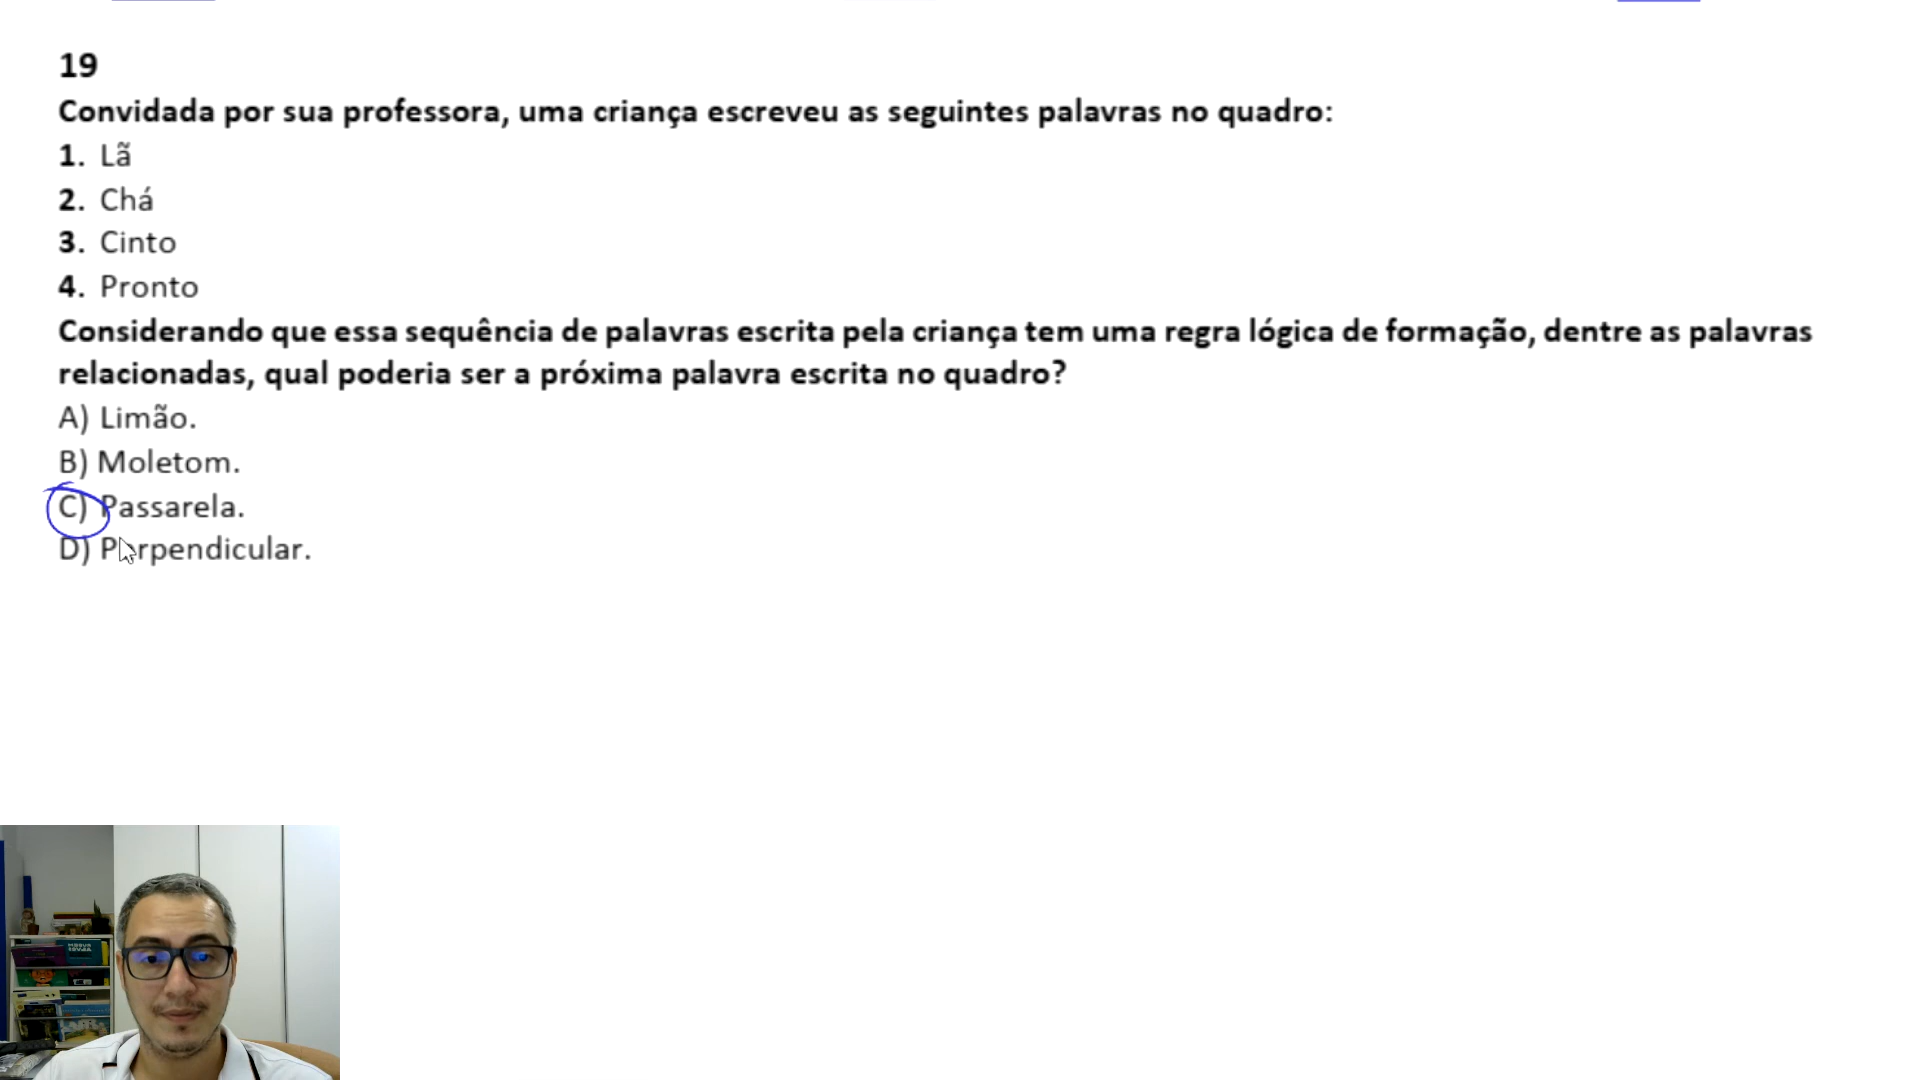 19
Convidada por sua professora, uma criança escreveu as seguintes palavras no quadro:
1. Lã
2. Chá
3. Cinto
4. Pronto
Considerando que essa sequência de palavras escrita pela criança tem uma regra lógica de formação, dentre as palavras
relacionadas, qual poderia ser a próxima palavra escrita no quadro?
A) Limão.
B) Moletom.
C) Passarela.
D) Perpendicular.